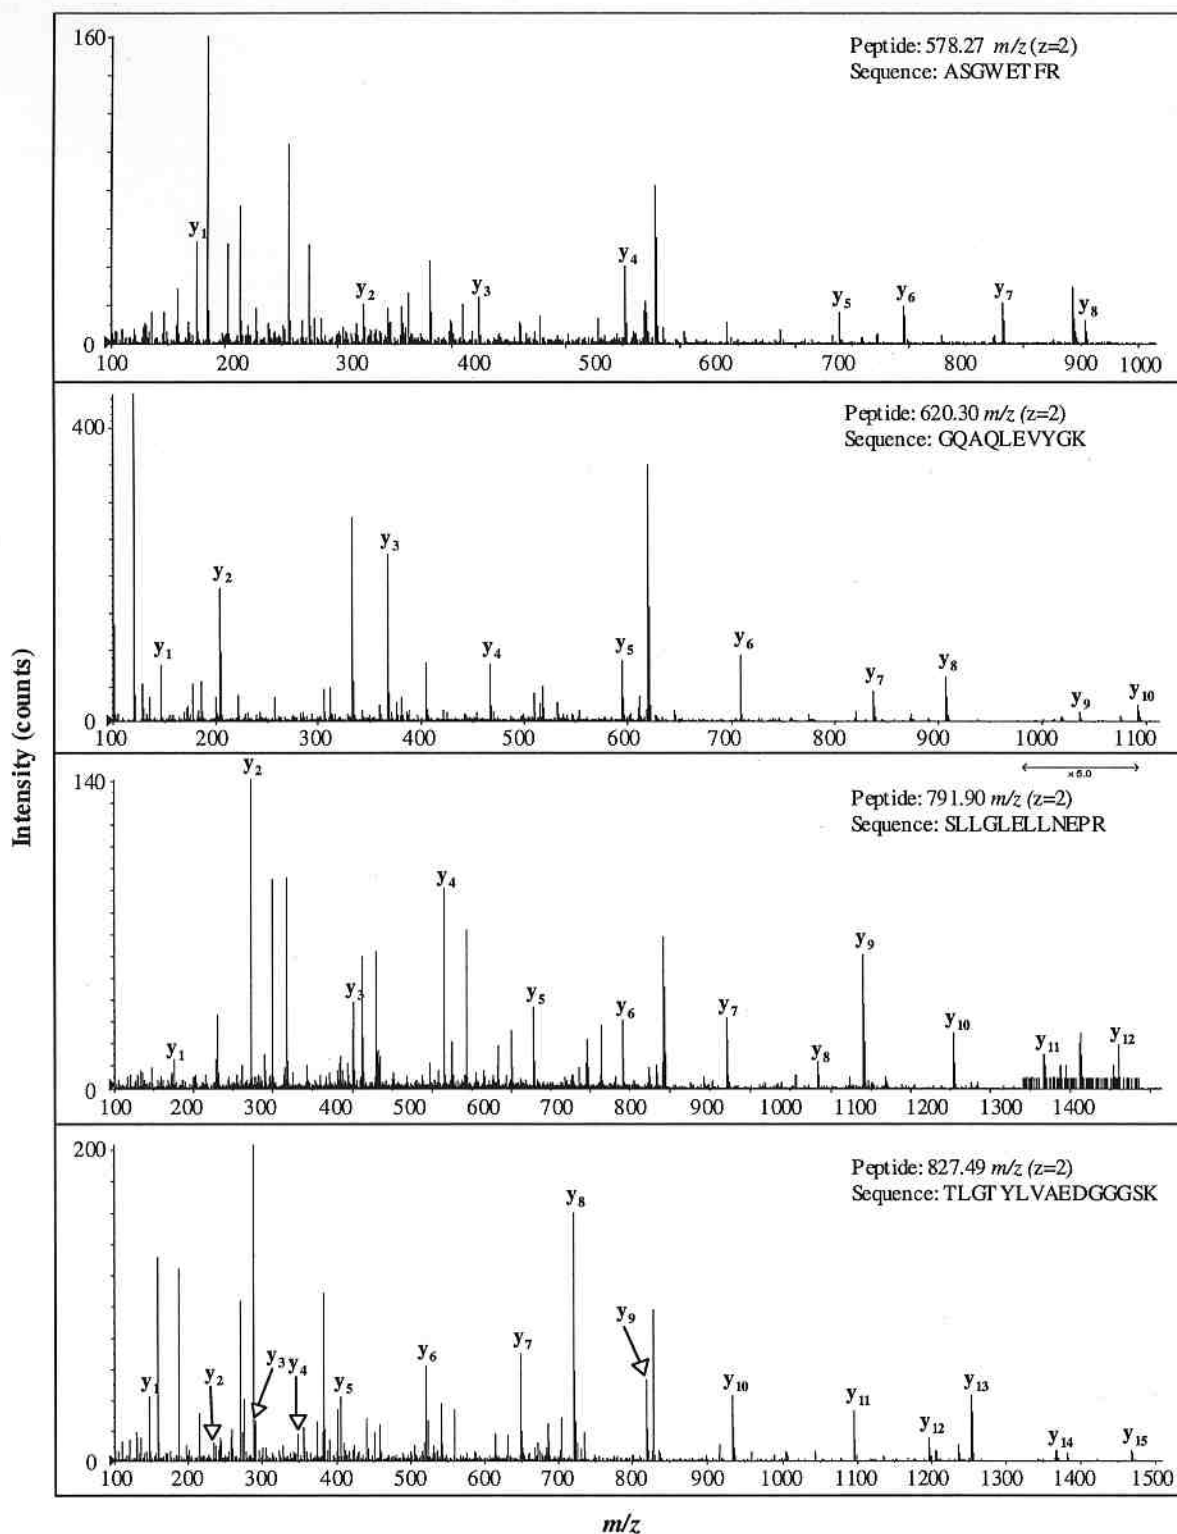 160
Peptide: 578.27 m/z (z=2)
Sequence: ASGWETFR
y₁
y₂
y₃
y₄
y₅
y₆
y₇
y₈
0
100 200 300 400 500 600 700 800 900 1000
400
Peptide: 620.30 m/z (z=2)
Sequence: GQAQLEVYGK
y₁
y₂
y₃
y₄
y₅
y₆
y₇
y₈
y₉
y₁₀
0
100 200 300 400 500 600 700 800 900 1000 1100
x5.0
140
Peptide: 791.90 m/z (z=2)
Sequence: SLLGLELLNEPR
y₁
y₂
y₃
y₄
y₅
y₆
y₇
y₈
y₉
y₁₀
y₁₁
y₁₂
0
100 200 300 400 500 600 700 800 900 1000 1100 1200 1300 1400
200
Peptide: 827.49 m/z (z=2)
Sequence: TLGTYLVAEDGGGSK
y₁
y₂
y₃
y₄
y₅
y₆
y₇
y₈
y₉
y₁₀
y₁₁
y₁₂
y₁₃
y₁₄
y₁₅
0
100 200 300 400 500 600 700 800 900 1000 1100 1200 1300 1400 1500
Intensity (counts)
m/z